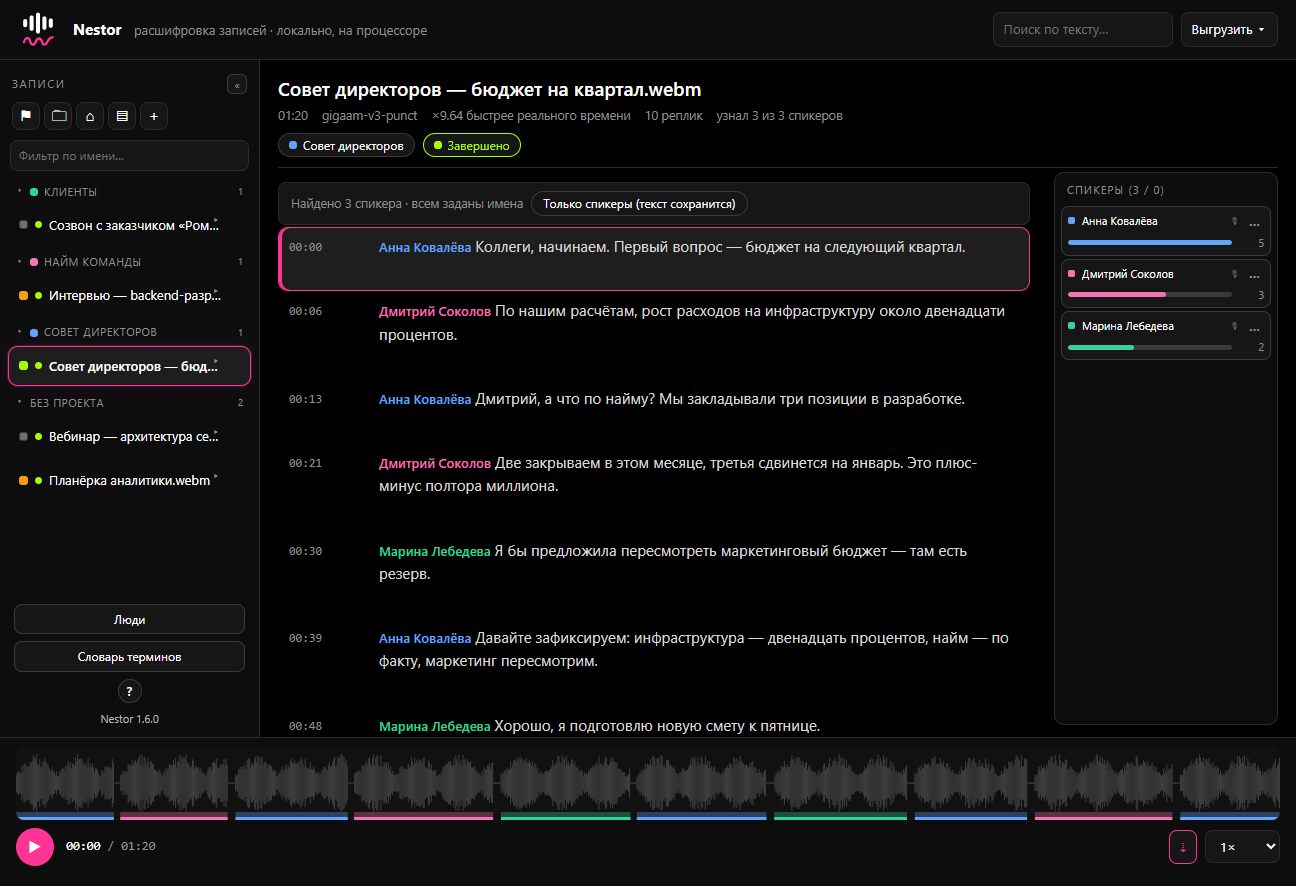 Nestor расшифровка записей · локально, на процессоре
Поиск по тексту...
Выгрузить
ЗАПИСИ
«
+
Фильтр по имени...
КЛИЕНТЫ 1
Созвон с заказчиком «Ром...
НАЙМ КОМАНДЫ 1
Интервью — backend-разр...
СОВЕТ ДИРЕКТОРОВ 1
Совет директоров — бюд...
БЕЗ ПРОЕКТА 2
Вебинар — архитектура се...
Планёрка аналитики.webm
Люди
Словарь терминов
?
Nestor 1.6.0
Совет директоров — бюджет на квартал.webm
01:20 gigaam-v3-punct ×9.64 быстрее реального времени 10 реплик узнал 3 из 3 спикеров
Совет директоров
Завершено
Найдено 3 спикера · всем заданы имена
Только спикеры (текст сохранится)
00:00 Анна Ковалёва Коллеги, начинаем. Первый вопрос — бюджет на следующий квартал.
00:06 Дмитрий Соколов По нашим расчётам, рост расходов на инфраструктуру около двенадцати
процентов.
00:13 Анна Ковалёва Дмитрий, а что по найму? Мы закладывали три позиции в разработке.
00:21 Дмитрий Соколов Две закрываем в этом месяце, третья сдвинется на январь. Это плюс-
минус полтора миллиона.
00:30 Марина Лебедева Я бы предложила пересмотреть маркетинговый бюджет — там есть
резерв.
00:39 Анна Ковалёва Давайте зафиксируем: инфраструктура — двенадцать процентов, найм — по
факту, маркетинг пересмотрим.
00:48 Марина Лебедева Хорошо, я подготовлю новую смету к пятнице.
СПИКЕРЫ (3 / 0)
Анна Ковалёва ...
5
Дмитрий Соколов ...
3
Марина Лебедева ...
2
00:00 / 01:20
1×